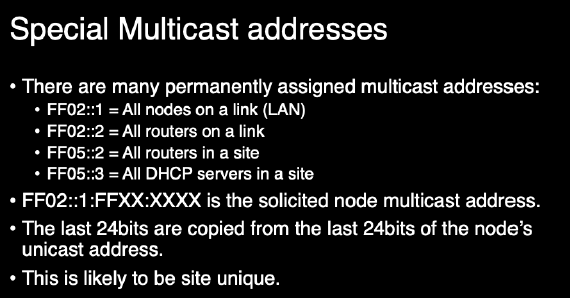 Special Multicast addresses
• There are many permanently assigned multicast addresses:
• FF02::1 = All nodes on a link (LAN)
• FF02::2 = All routers on a link
• FF05::2 = All routers in a site
• FF05::3 = All DHCP servers in a site
• FF02::1:FFXX:XXXX is the solicited node multicast address.
• The last 24bits are copied from the last 24bits of the node's
unicast address.
• This is likely to be site unique.